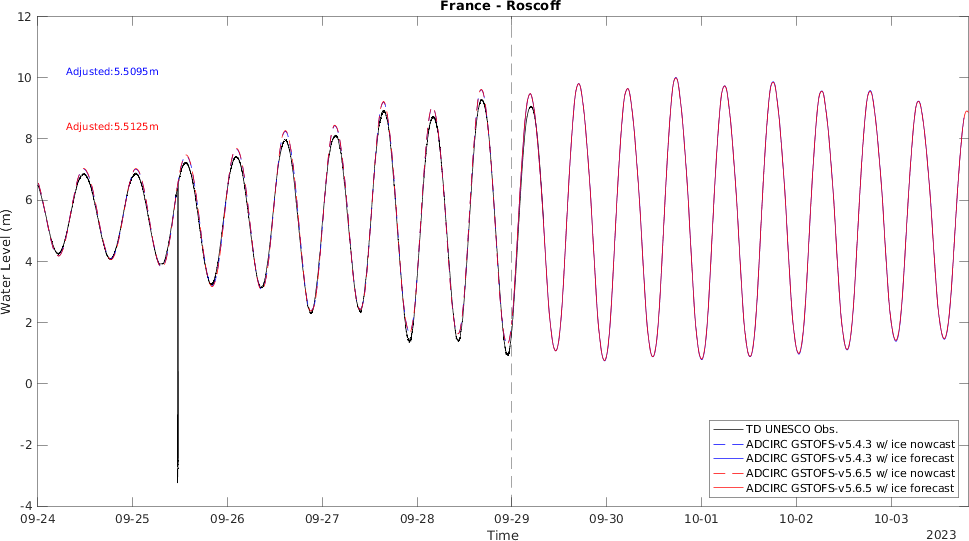 France - Roscoff
12
10
8
6
4
2
0
-2
-4
Water Level (m)
Adjusted:5.5095m
Adjusted:5.5125m
TD UNESCO Obs.
ADCIRC GSTOFS-v5.4.3 w/ ice nowcast
ADCIRC GSTOFS-v5.4.3 w/ ice forecast
ADCIRC GSTOFS-v5.6.5 w/ ice nowcast
ADCIRC GSTOFS-v5.6.5 w/ ice forecast
09-24 09-25 09-26 09-27 09-28 09-29 09-30 10-01 10-02 10-03
Time
2023